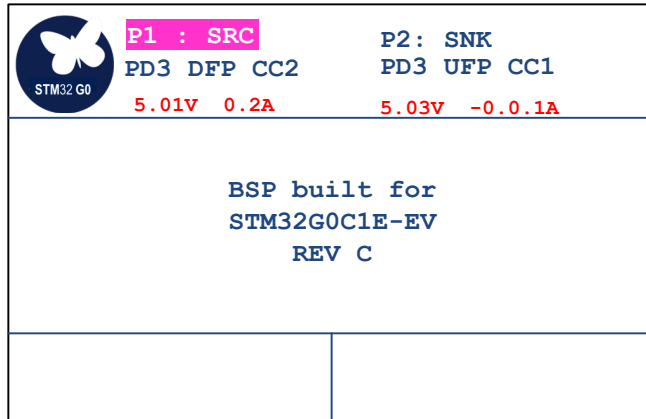 STM32 G0
P1 : SRC
PD3 DFP CC2
5.01V 0.2A
P2: SNK
PD3 UFP CC1
5.03V -0.0.1A
BSP built for
STM32G0C1E-EV
REV C